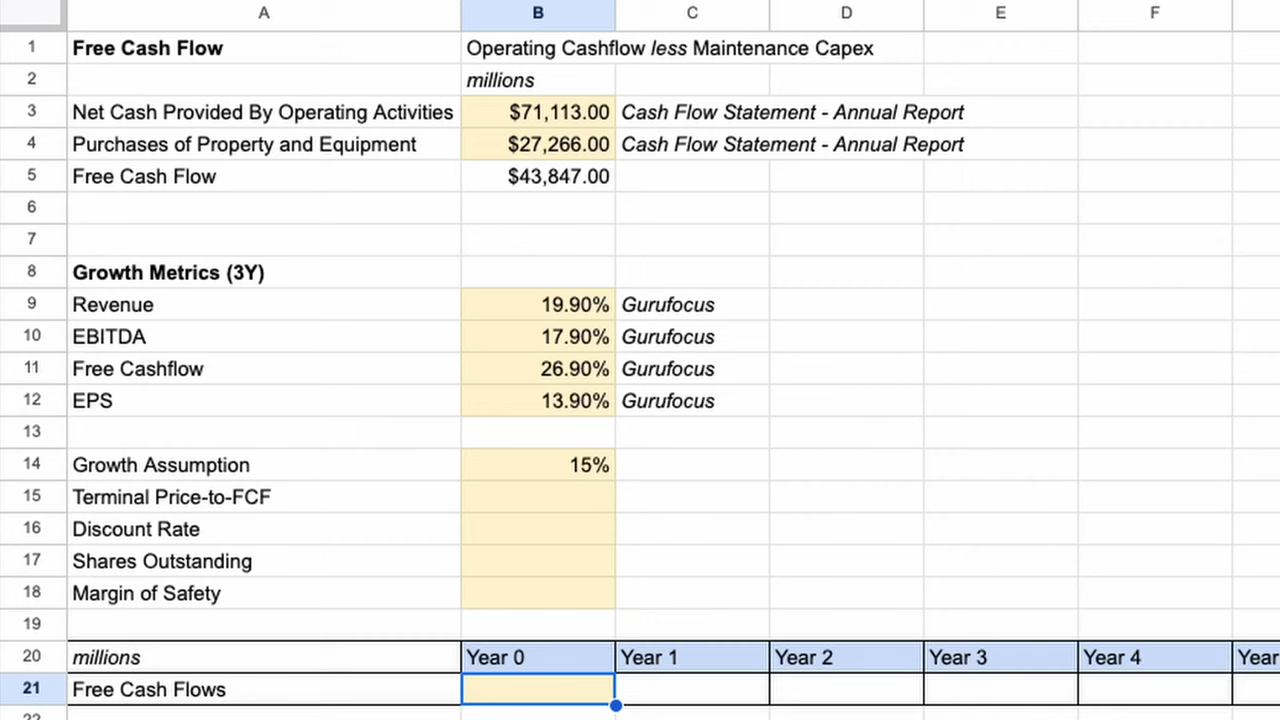 A B C D E F
1 Free Cash Flow Operating Cashflow less Maintenance Capex
2 millions
3 Net Cash Provided By Operating Activities $71,113.00 Cash Flow Statement - Annual Report
4 Purchases of Property and Equipment $27,266.00 Cash Flow Statement - Annual Report
5 Free Cash Flow $43,847.00
6
7
8 Growth Metrics (3Y)
9 Revenue 19.90% Gurufocus
10 EBITDA 17.90% Gurufocus
11 Free Cashflow 26.90% Gurufocus
12 EPS 13.90% Gurufocus
13
14 Growth Assumption 15%
15 Terminal Price-to-FCF
16 Discount Rate
17 Shares Outstanding
18 Margin of Safety
19
20 millions Year 0 Year 1 Year 2 Year 3 Year 4 Year
21 Free Cash Flows
22